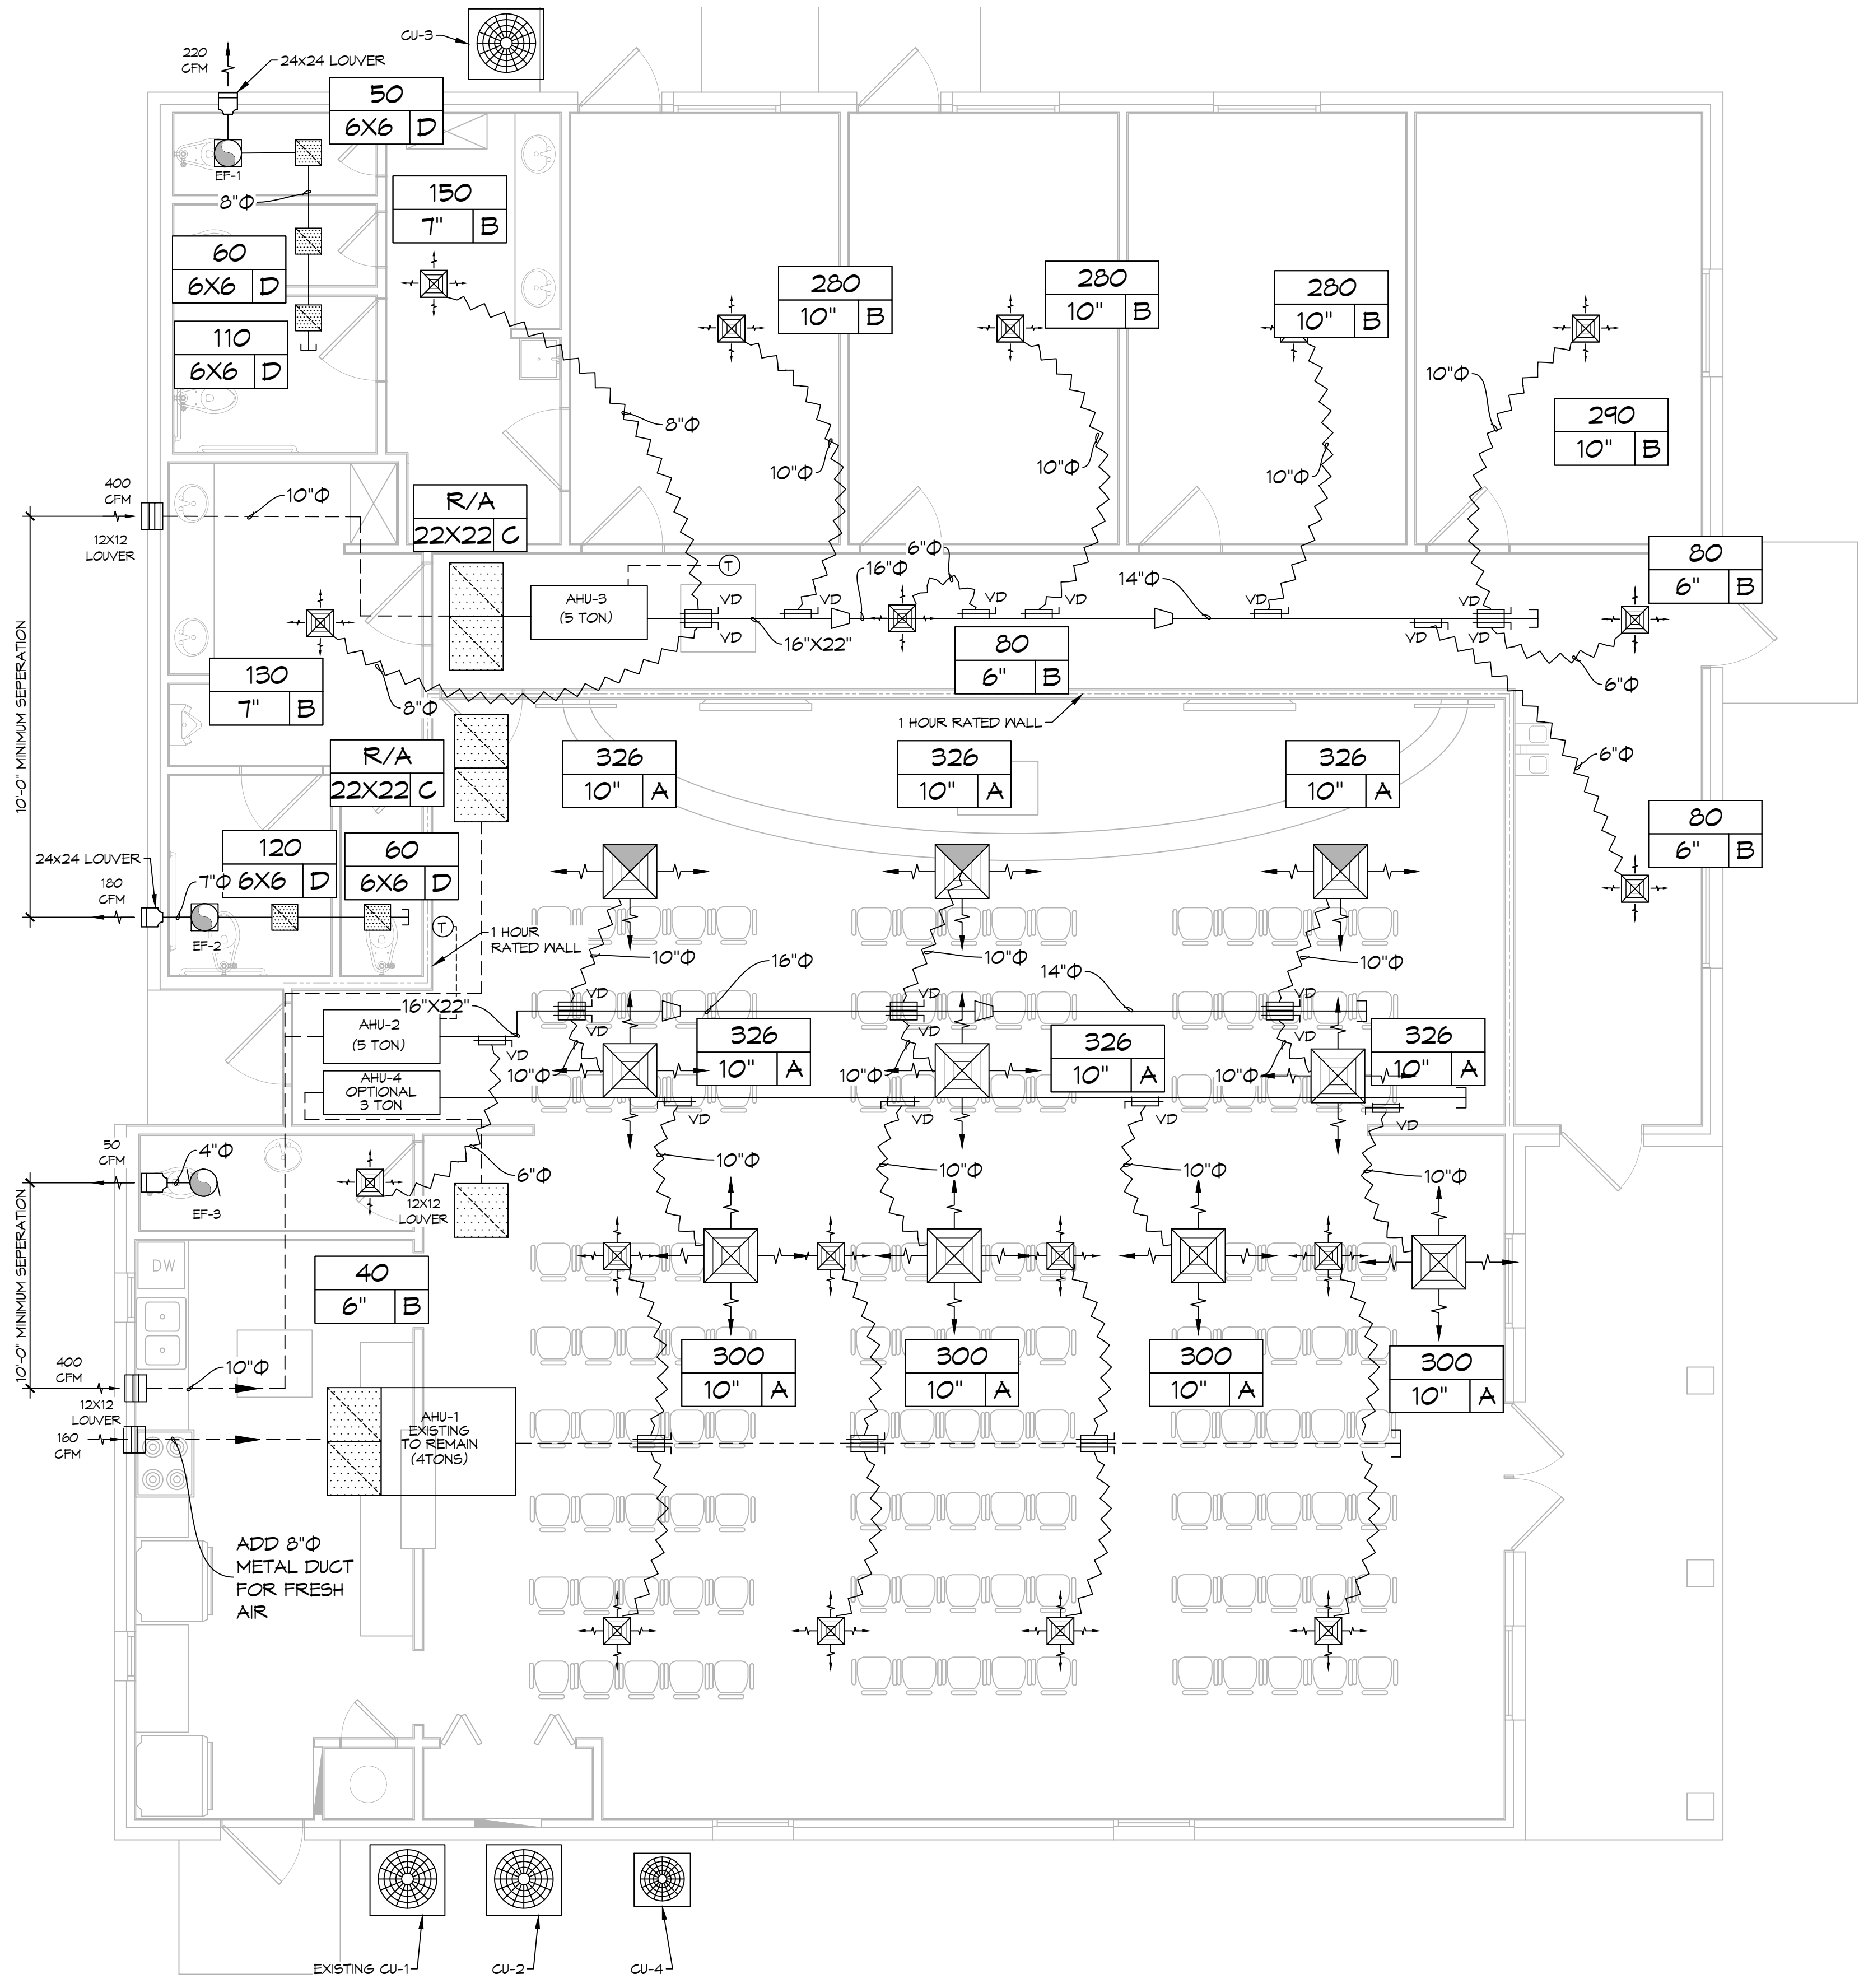 CU-3
220
CFM
24x24 LOUVER
50
6X6 D
EF-1
8"Φ
150
7" B
60
6X6 D
110
6X6 D
280
10" B
280
10" B
280
10" B
10"Φ
290
10" B
8"Φ
10"Φ
10"Φ
10"Φ
400
CFM
12X12
LOUVER
10"Φ
R/A
22X22 C
AHU-3
(5 TON)
T
VD
VD
VD
16"Φ
6"Φ
VD
VD
14"Φ
VD
VD
VD
VD
80
6" B
16"X22"
80
6" B
6"Φ
130
7" B
8"Φ
1 HOUR RATED WALL
10'-0" MINIMUM SEPERATION
R/A
22X22 C
326
10" A
326
10" A
326
10" A
6"Φ
80
6" B
120
6X6 D
60
6X6 D
24x24 LOUVER
180
CFM
7"Φ
EF-2
T
1 HOUR
RATED WALL
10"Φ
10"Φ
10"Φ
16"X22"
VD
16"Φ
VD
14"Φ
VD
AHU-2
(5 TON)
VD
VD
VD
VD
326
10" A
326
10" A
326
10" A
10"Φ
10"Φ
10"Φ
AHU-4
OPTIONAL
3 TON
VD
VD
VD
VD
50
CFM
4"Φ
EF-3
6"Φ
12X12
LOUVER
10"Φ
10"Φ
10"Φ
10"Φ
10'-0" MINIMUM SEPERATION
DW
40
6" B
300
10" A
300
10" A
300
10" A
300
10" A
400
CFM
10"Φ
12X12
LOUVER
160
CFM
AHU-1
EXISTING
TO REMAIN
(4TONS)
ADD 8"Φ
METAL DUCT
FOR FRESH
AIR
EXISTING CU-1
CU-2
CU-4